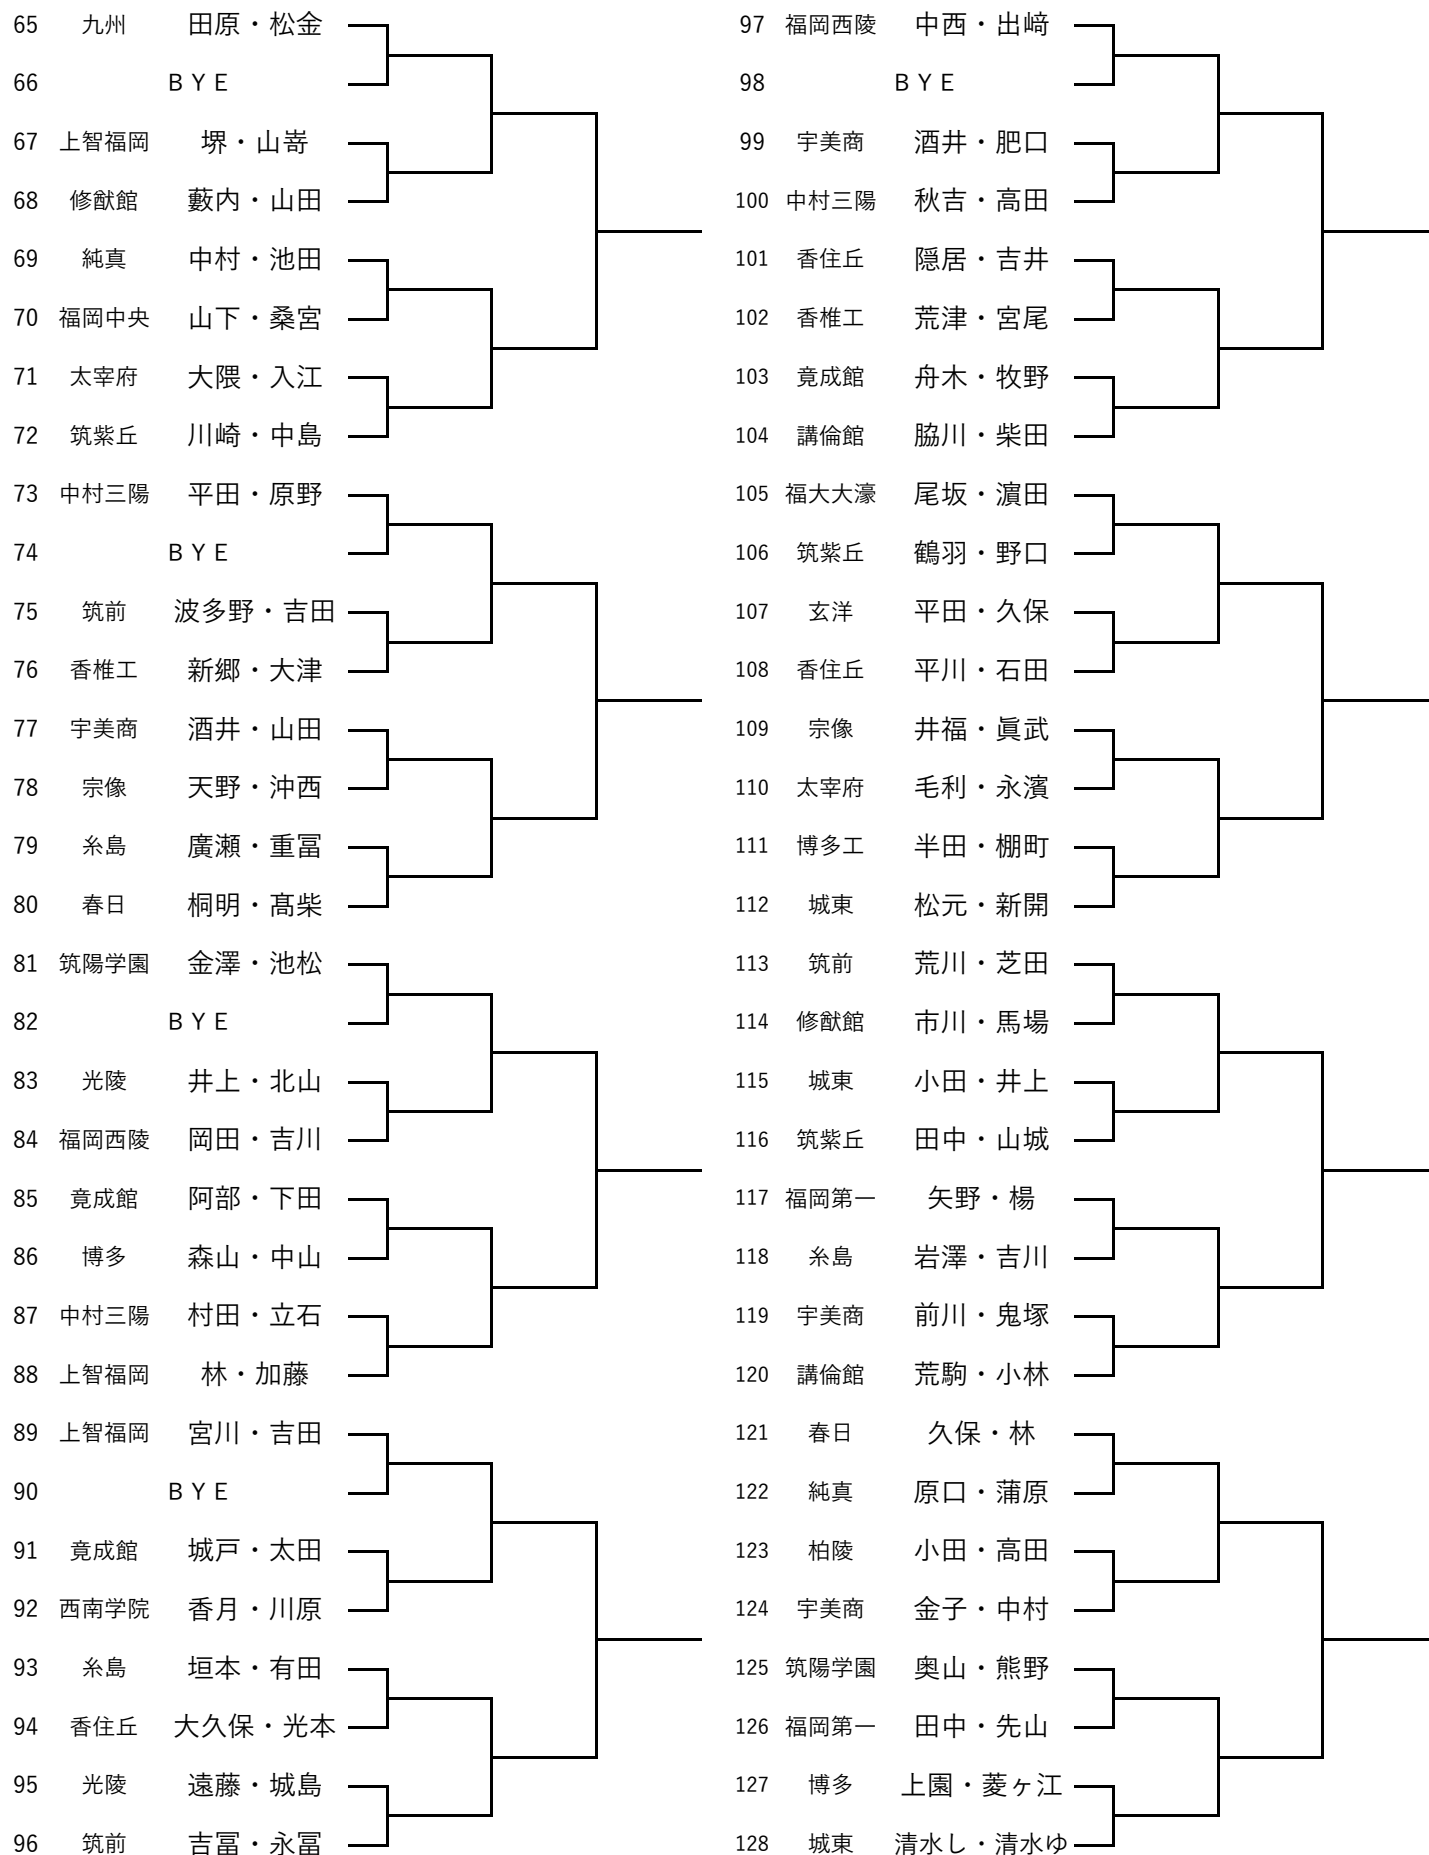 65 九州 田原・松金
66 ＢＹＥ
67 上智福岡 堺・山嵜
68 修猷館 藪内・山田
69 純真 中村・池田
70 福岡中央 山下・桑宮
71 太宰府 大隈・入江
72 筑紫丘 川崎・中島
73 中村三陽 平田・原野
74 ＢＹＥ
75 筑前 波多野・吉田
76 香椎工 新郷・大津
77 宇美商 酒井・山田
78 宗像 天野・沖西
79 糸島 廣瀬・重冨
80 春日 桐明・髙柴
81 筑陽学園 金澤・池松
82 ＢＹＥ
83 光陵 井上・北山
84 福岡西陵 岡田・吉川
85 竟成館 阿部・下田
86 博多 森山・中山
87 中村三陽 村田・立石
88 上智福岡 林・加藤
89 上智福岡 宮川・吉田
90 ＢＹＥ
91 竟成館 城戸・太田
92 西南学院 香月・川原
93 糸島 垣本・有田
94 香住丘 大久保・光本
95 光陵 遠藤・城島
96 筑前 吉冨・永冨
97 福岡西陵 中西・出﨑
98 ＢＹＥ
99 宇美商 酒井・肥口
100 中村三陽 秋吉・高田
101 香住丘 隠居・吉井
102 香椎工 荒津・宮尾
103 竟成館 舟木・牧野
104 講倫館 脇川・柴田
105 福大大濠 尾坂・濵田
106 筑紫丘 鶴羽・野口
107 玄洋 平田・久保
108 香住丘 平川・石田
109 宗像 井福・眞武
110 太宰府 毛利・永濱
111 博多工 半田・棚町
112 城東 松元・新開
113 筑前 荒川・芝田
114 修猷館 市川・馬場
115 城東 小田・井上
116 筑紫丘 田中・山城
117 福岡第一 矢野・楊
118 糸島 岩澤・吉川
119 宇美商 前川・鬼塚
120 講倫館 荒駒・小林
121 春日 久保・林
122 純真 原口・蒲原
123 柏陵 小田・高田
124 宇美商 金子・中村
125 筑陽学園 奥山・熊野
126 福岡第一 田中・先山
127 博多 上園・菱ヶ江
128 城東 清水し・清水ゆ